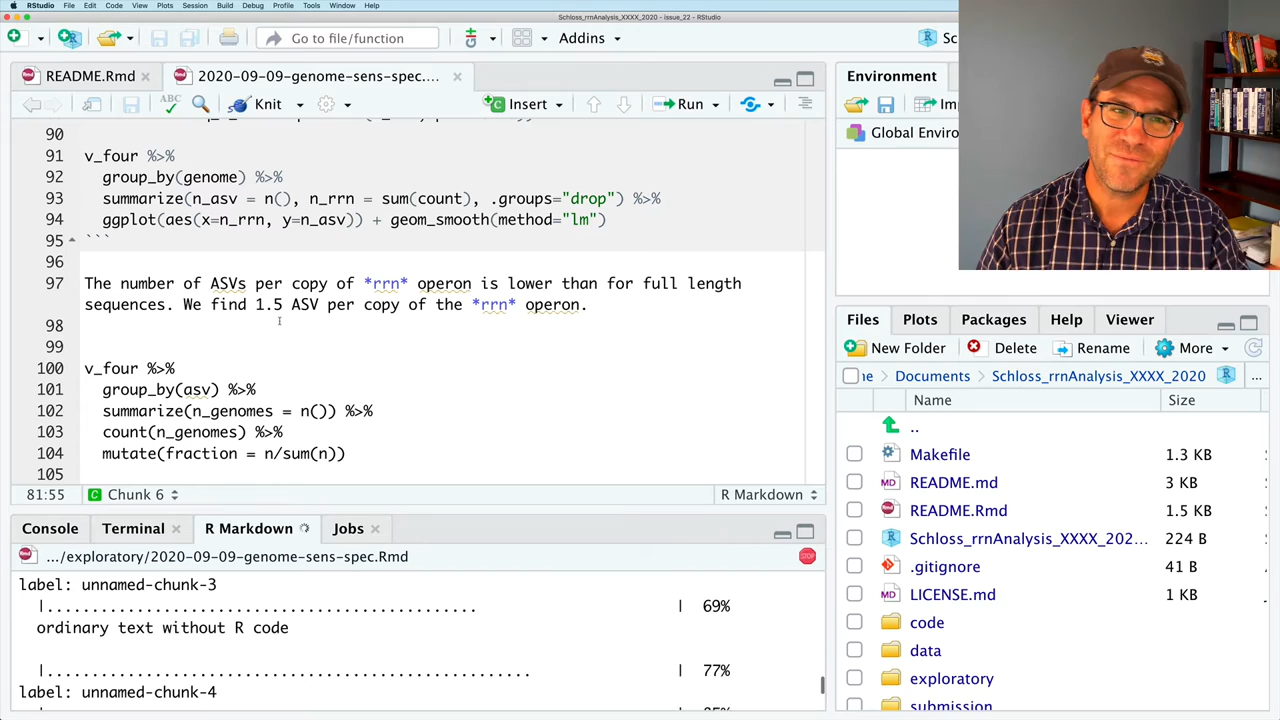 RStudio File Edit Code View Plots Session Build Debug Profile Tools Window Help
Schloss_rrnAnalysis_XXXX_2020 - issue_22 - RStudio
Go to file/function Addins
README.Rmd 2020-09-09-genome-sens-spec.... Environment
ABC Knit Insert Run
Global Enviro
90
91 v_four %>%
92 group_by(genome) %>%
93 summarize(n_asv = n(), n_rrn = sum(count), .groups="drop") %>%
94 ggplot(aes(x=n_rrn, y=n_asv)) + geom_smooth(method="lm")
95 ```
96
97 The number of ASVs per copy of *rrn* operon is lower than for full length
sequences. We find 1.5 ASV per copy of the *rrn* operon.
98
99
100 v_four %>%
101 group_by(asv) %>%
102 summarize(n_genomes = n()) %>%
103 count(n_genomes) %>%
104 mutate(fraction = n/sum(n))
105
81:55 Chunk 6 R Markdown
Console Terminal R Markdown Jobs
.../exploratory/2020-09-09-genome-sens-spec.Rmd
label: unnamed-chunk-3
|................................................ | 69%
ordinary text without R code
|...................................................... | 77%
label: unnamed-chunk-4
Files Plots Packages Help Viewer
New Folder Delete Rename More
me Documents Schloss_rrnAnalysis_XXXX_2020 ...
Name Size
..
Makefile 1.3 KB
README.md 3 KB
README.Rmd 1.5 KB
Schloss_rrnAnalysis_XXXX_202... 224 B
.gitignore 41 B
LICENSE.md 1 KB
code
data
exploratory
submission